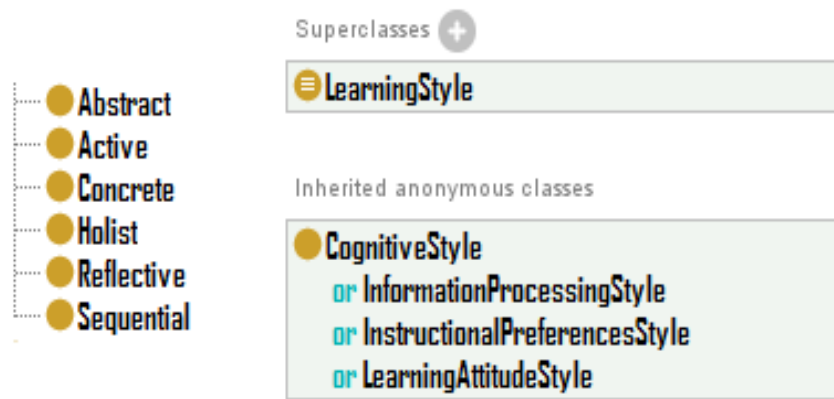 Abstract
Active
Concrete
Holist
Reflective
Sequential
Superclasses
LearningStyle
Inherited anonymous classes
CognitiveStyle
or InformationProcessingStyle
or InstructionalPreferencesStyle
or LearningAttitudeStyle